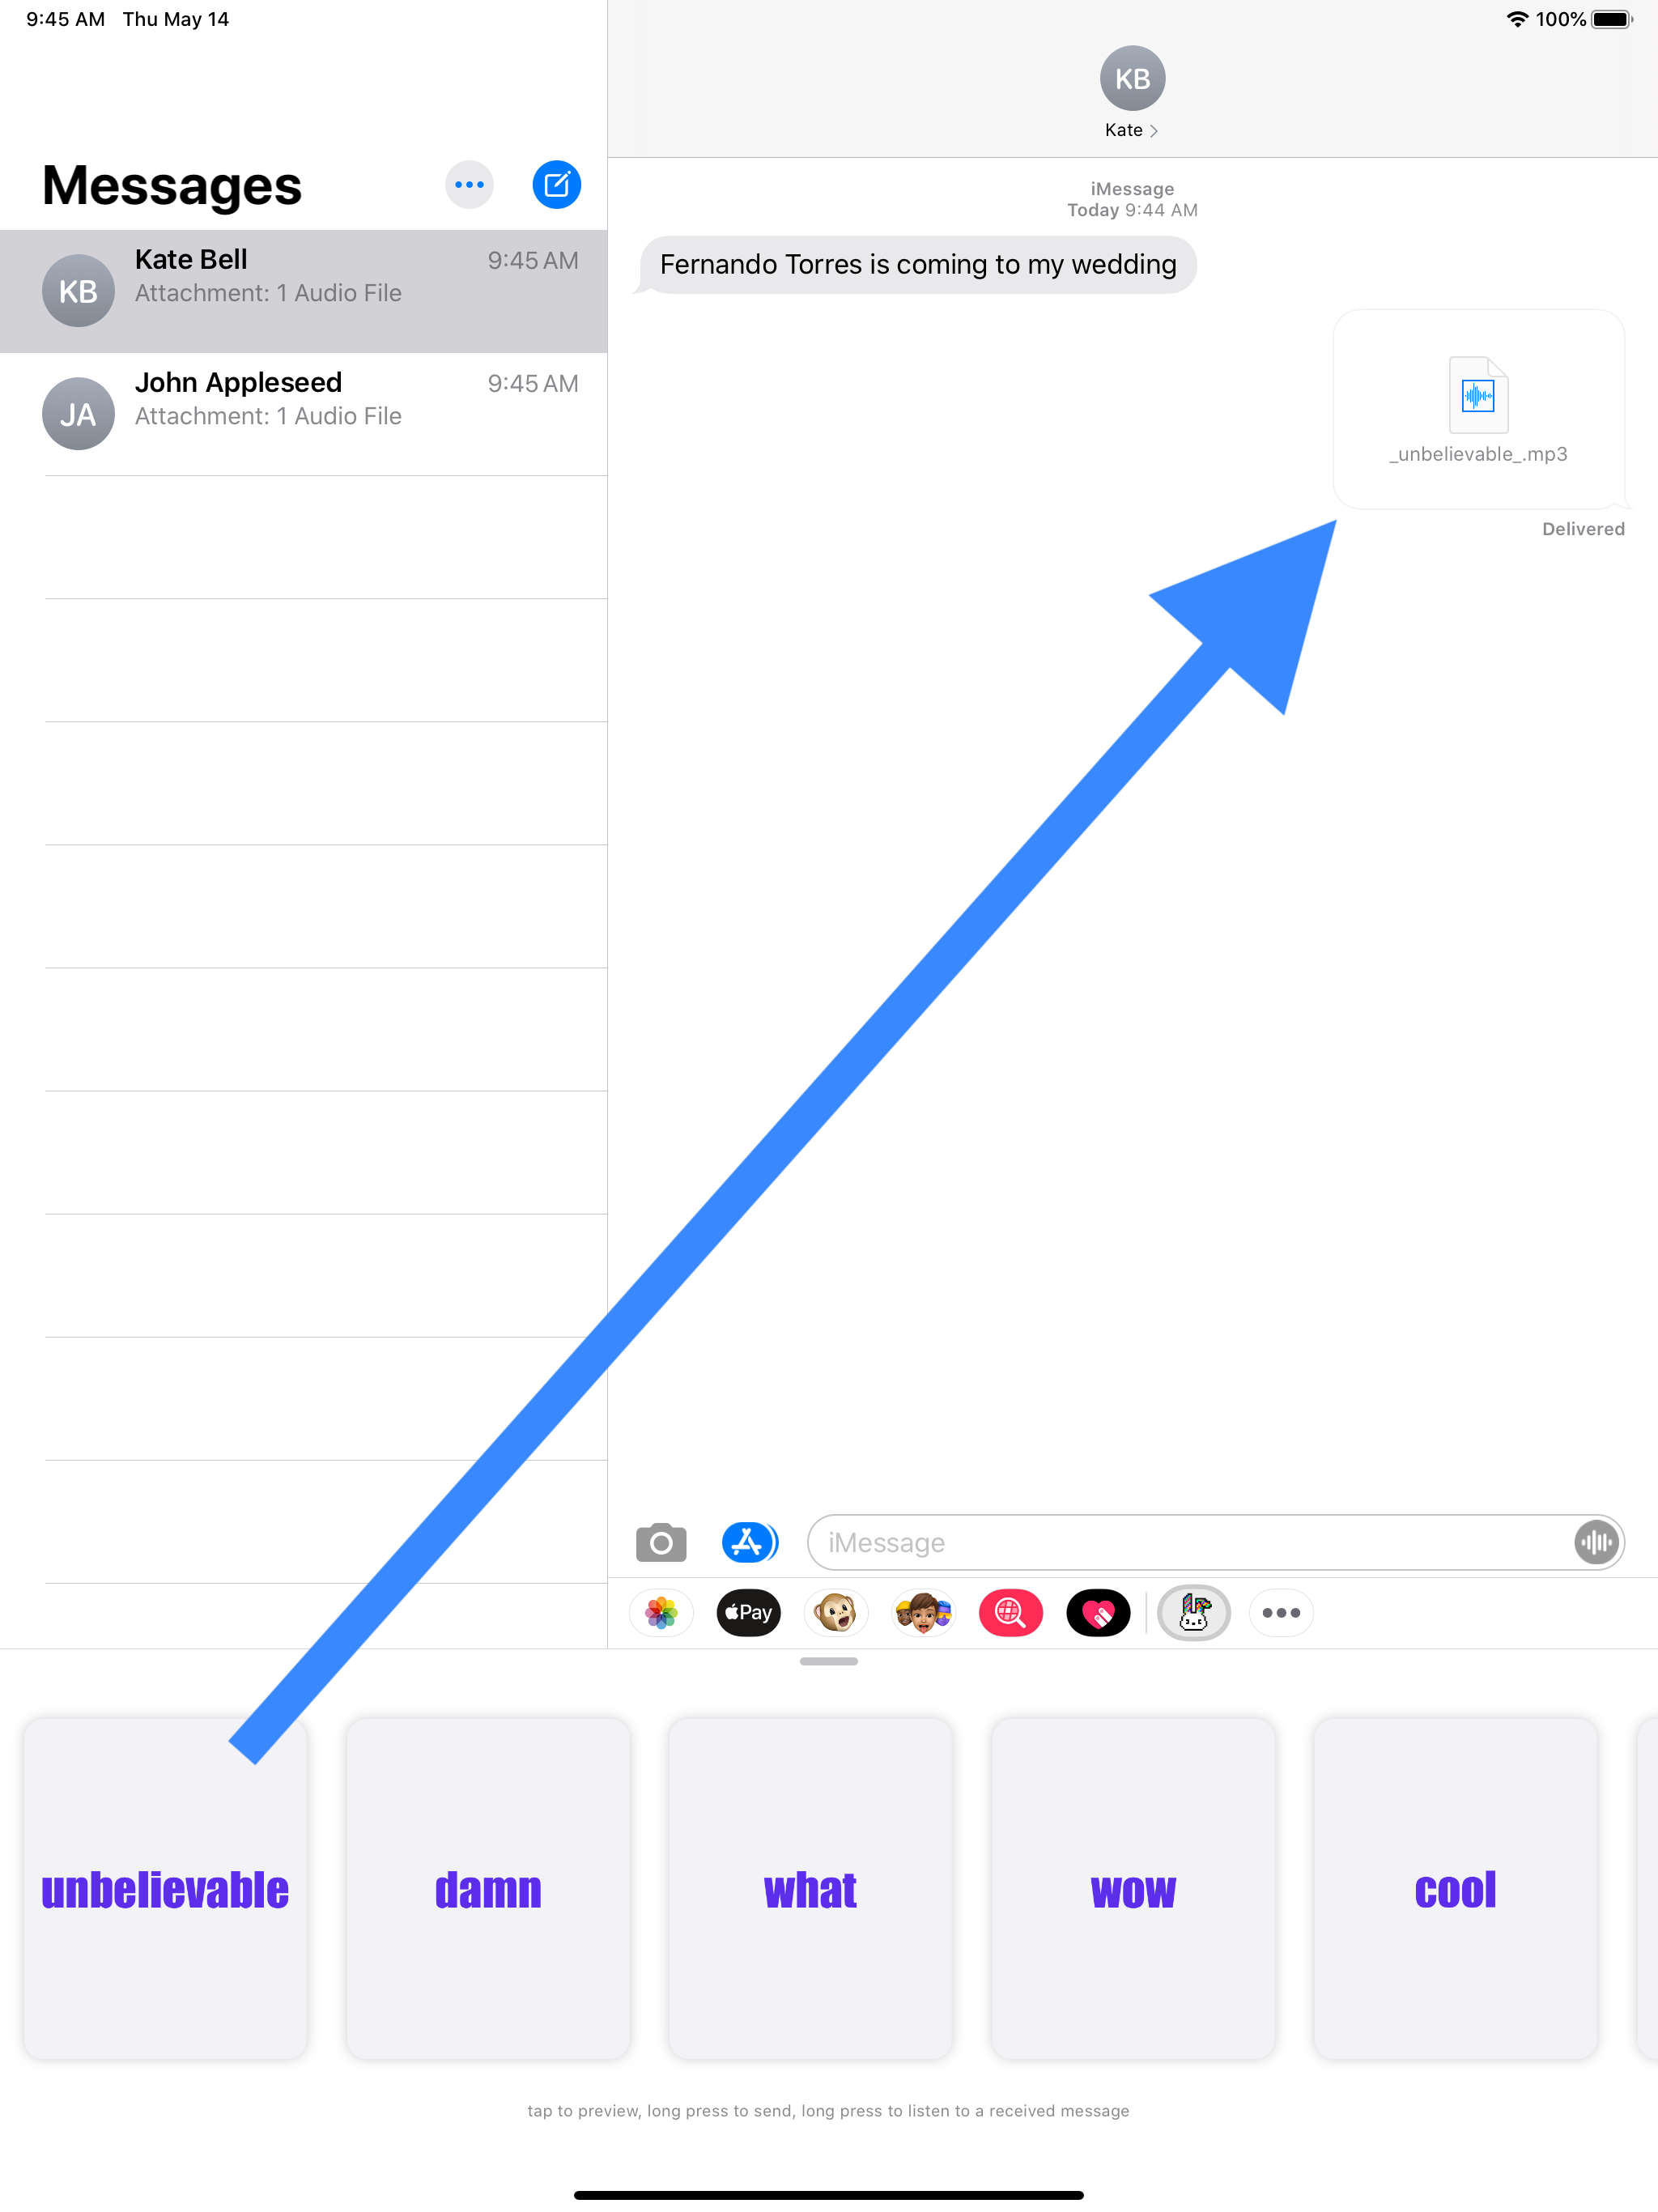 9:45 AM Thu May 14
100%
KB
Kate
Messages
iMessage
Today 9:44 AM
KB
Kate Bell
9:45 AM
Attachment: 1 Audio File
Fernando Torres is coming to my wedding
JA
John Appleseed
9:45 AM
Attachment: 1 Audio File
_unbelievable_.mp3
Delivered
iMessage
Pay
unbelievable
damn
what
wow
cool
tap to preview, long press to send, long press to listen to a received message